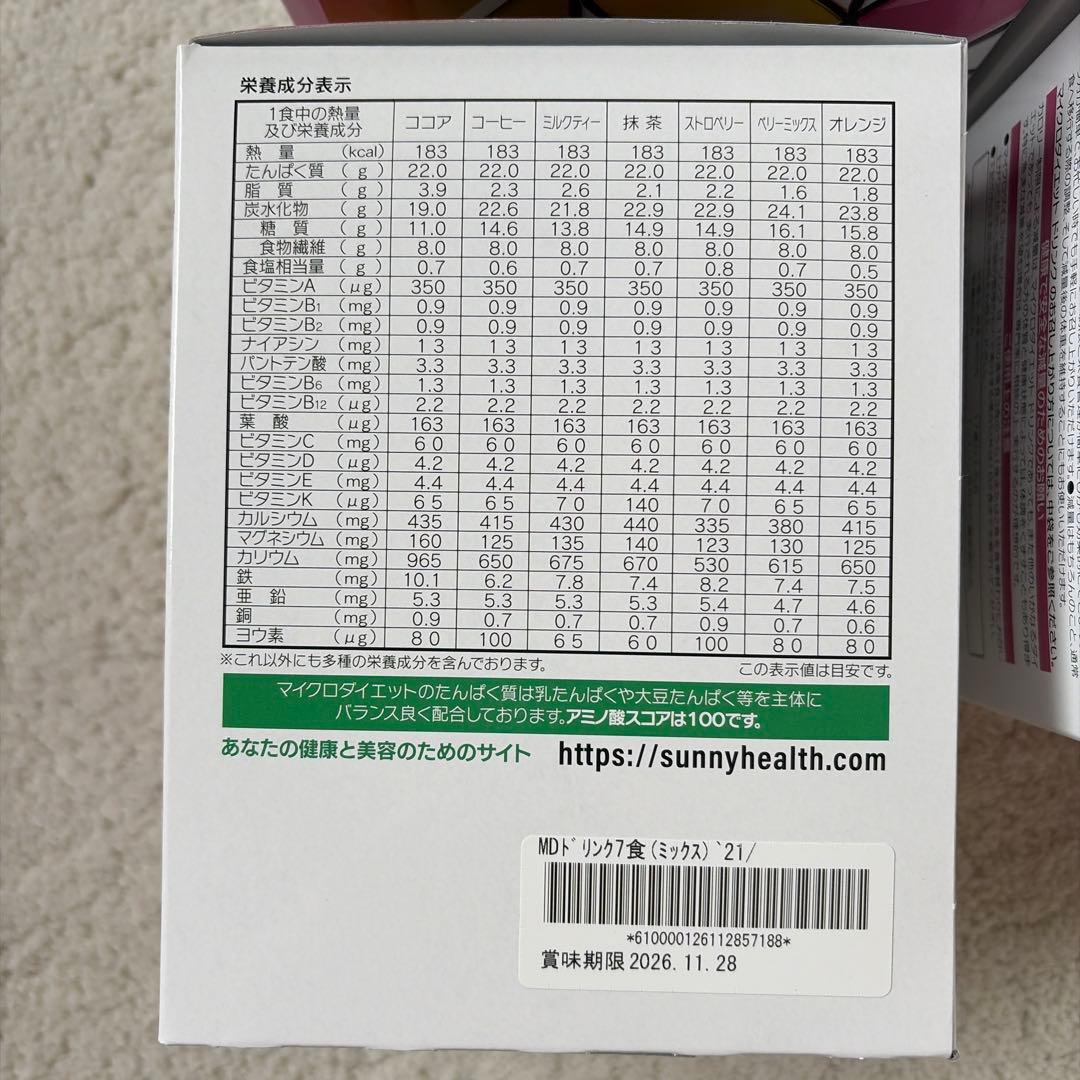 栄養成分表示
1食中の熱量及び栄養成分 ココア コーヒー ミルクティー 抹茶 ストロベリー ベリーミックス オレンジ
熱量 (kcal) 183 183 183 183 183 183 183
たんぱく質 (g) 22.0 22.0 22.0 22.0 22.0 22.0 22.0
脂質 (g) 3.9 2.3 2.6 2.1 2.2 1.6 1.8
炭水化物 (g) 19.0 22.6 21.8 22.9 22.9 24.1 23.8
糖質 (g) 11.0 14.6 13.8 14.9 14.9 16.1 15.8
食物繊維 (g) 8.0 8.0 8.0 8.0 8.0 8.0 8.0
食塩相当量 (g) 0.7 0.6 0.7 0.7 0.8 0.7 0.5
ビタミンA (μg) 350 350 350 350 350 350 350
ビタミンB1 (mg) 0.9 0.9 0.9 0.9 0.9 0.9 0.9
ビタミンB2 (mg) 0.9 0.9 0.9 0.9 0.9 0.9 0.9
ナイアシン (mg) 13 13 13 13 13 13 13
パントテン酸 (mg) 3.3 3.3 3.3 3.3 3.3 3.3 3.3
ビタミンB6 (mg) 1.3 1.3 1.3 1.3 1.3 1.3 1.3
ビタミンB12 (μg) 2.2 2.2 2.2 2.2 2.2 2.2 2.2
葉酸 (μg) 163 163 163 163 163 163 163
ビタミンC (mg) 60 60 60 60 60 60 60
ビタミンD (μg) 4.2 4.2 4.2 4.2 4.2 4.2 4.2
ビタミンE (mg) 4.4 4.4 4.4 4.4 4.4 4.4 4.4
ビタミンK (μg) 65 65 70 140 70 65 65
カルシウム (mg) 435 415 430 440 335 380 415
マグネシウム (mg) 160 125 135 140 123 130 125
カリウム (mg) 965 650 675 670 530 615 650
鉄 (mg) 10.1 6.2 7.8 7.4 8.2 7.4 7.5
亜鉛 (mg) 5.3 5.3 5.3 5.3 5.4 4.7 4.6
銅 (mg) 0.9 0.7 0.7 0.7 0.9 0.7 0.6
ヨウ素 (μg) 80 100 65 60 100 80 80
※これ以外にも多種の栄養成分を含んでおります。 この表示値は目安です。
マイクロダイエットのたんぱく質は乳たんぱくや大豆たんぱく等を主体に
バランス良く配合しております。アミノ酸スコアは100です。
あなたの健康と美容のためのサイト https://sunnyhealth.com
MDドリンク7食(ミックス)`21/
*610000126112857188*
賞味期限2026.11.28